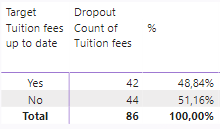 Target Dropout
Tuition fees Count of %
up to date Tuition fees
Yes 42 48,84%
No 44 51,16%
Total 86 100,00%